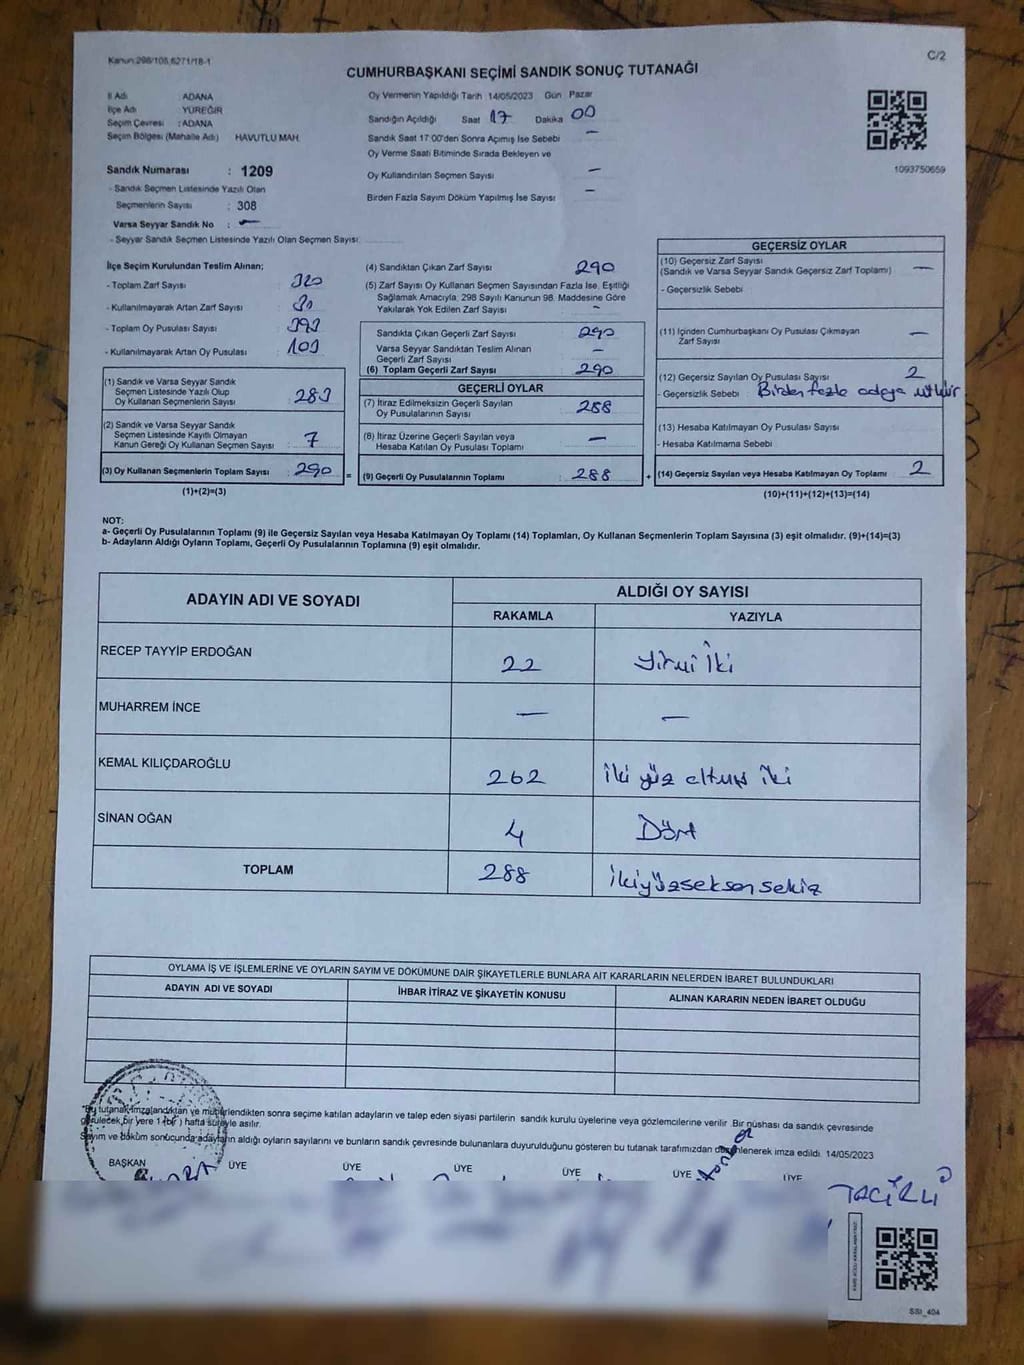 Kanun 298/105,6271/18-1
C/2
CUMHURBAŞKANI SEÇİMİ SANDIK SONUÇ TUTANAĞI
İl Adı : ADANA
İlçe Adı : YÜREĞİR
Seçim Çevresi : ADANA
Seçim Bölgesi (Mahalle Adı) HAVUTLU MAH.
Sandık Numarası : 1209
- Sandık Seçmen Listesinde Yazılı Olan
Seçmenlerin Sayısı : 308
Varsa Seyyar Sandık No : —
- Seyyar Sandık Seçmen Listesinde Yazılı Olan Seçmen Sayısı:
Oy Vermenin Yapıldığı Tarih 14/05/2023 Gün Pazar
Sandığın Açıldığı Saat 17 Dakika 00
Sandık Saat 17:00'den Sonra Açımış İse Sebebi —
Oy Verme Saati Bitiminde Sırada Bekleyen ve
Oy Kullandırılan Seçmen Sayısı —
Birden Fazla Sayım Döküm Yapılmış İse Sayısı —
1093750659
İlçe Seçim Kurulundan Teslim Alınan;
- Toplam Zarf Sayısı 320
- Kullanılmayarak Artan Zarf Sayısı 30
- Toplam Oy Pusulası Sayısı 393
- Kullanılmayarak Artan Oy Pusulası 103
(1) Sandık ve Varsa Seyyar Sandık
Seçmen Listesinde Yazılı Olup
Oy Kullanan Seçmenlerin Sayısı 283
(2) Sandık ve Varsa Seyyar Sandık
Seçmen Listesinde Kayıtlı Olmayan
Kanun Gereği Oy Kullanan Seçmen Sayısı 7
(3) Oy Kullanan Seçmenlerin Toplam Sayısı 290 =
(1)+(2)=(3)
(4) Sandıktan Çıkan Zarf Sayısı 290
(5) Zarf Sayısı Oy Kullanan Seçmen Sayısından Fazla İse, Eşitliği
Sağlamak Amacıyla, 298 Sayılı Kanunun 98. Maddesine Göre
Yakılarak Yok Edilen Zarf Sayısı —
Sandıkta Çıkan Geçerli Zarf Sayısı 290
Varsa Seyyar Sandıktan Teslim Alınan
Geçerli Zarf Sayısı —
(6) Toplam Geçerli Zarf Sayısı 290
GEÇERLİ OYLAR
(7) İtiraz Edilmeksizin Geçerli Sayılan
Oy Pusulalarının Sayısı 288
(8) İtiraz Üzerine Geçerli Sayılan veya
Hesaba Katılan Oy Pusulası Toplamı —
(9) Geçerli Oy Pusulalarının Toplamı 288 +
GEÇERSİZ OYLAR
(10) Geçersiz Zarf Sayısı
(Sandık ve Varsa Seyyar Sandık Geçersiz Zarf Toplamı) —
- Geçersizlik Sebebi
(11) İçinden Cumhurbaşkanı Oy Pusulası Çıkmayan
Zarf Sayısı —
(12) Geçersiz Sayılan Oy Pusulası Sayısı 2
- Geçersizlik Sebebi Birden fazla adaya
(13) Hesaba Katılmayan Oy Pusulası Sayısı
- Hesaba Katılmama Sebebi
(14) Geçersiz Sayılan veya Hesaba Katılmayan Oy Toplamı 2
(10)+(11)+(12)+(13)=(14)
NOT:
a- Geçerli Oy Pusulalarının Toplamı (9) ile Geçersiz Sayılan veya Hesaba Katılmayan Oy Toplamı (14) Toplamları, Oy Kullanan Seçmenlerin Toplam Sayısına (3) eşit olmalıdır. (9)+(14)=(3)
b- Adayların Aldığı Oyların Toplamı, Geçerli Oy Pusulalarının Toplamına (9) eşit olmalıdır.
ADAYIN ADI VE SOYADI
ALDIĞI OY SAYISI
RAKAMLA YAZIYLA
RECEP TAYYİP ERDOĞAN 22 Yirmi İki
MUHARREM İNCE — —
KEMAL KILIÇDAROĞLU 262 İki yüz altmış iki
SİNAN OĞAN 4 Dört
TOPLAM 288 İkiyüzseksen sekiz
OYLAMA İŞ VE İŞLEMLERİNE VE OYLARIN SAYIM VE DÖKÜMÜNE DAİR ŞİKAYETLERLE BUNLARA AİT KARARLARIN NELERDEN İBARET BULUNDUKLARI
ADAYIN ADI VE SOYADI İHBAR İTİRAZ VE ŞİKAYETİN KONUSU ALINAN KARARIN NEDEN İBARET OLDUĞU
"Bu tutanak imzalandıktan ve mühürlendikten sonra seçime katılan adayların ve talep eden siyasi partilerin sandık kurulu üyelerine veya gözlemcilerine verilir. Bir nüshası da sandık çevresinde
görülecek bir yere 1 (bir) hafta süreyle asılır.
Sayım ve döküm sonucunda adayların aldığı oyların sayılarını ve bunların sandık çevresinde bulunanlara duyurulduğunu gösteren bu tutanak tarafımızdan düzenlenerek imza edildi. 14/05/2023
BAŞKAN ÜYE ÜYE ÜYE ÜYE ÜYE ÜYE
TACİRLİ
SSI_404